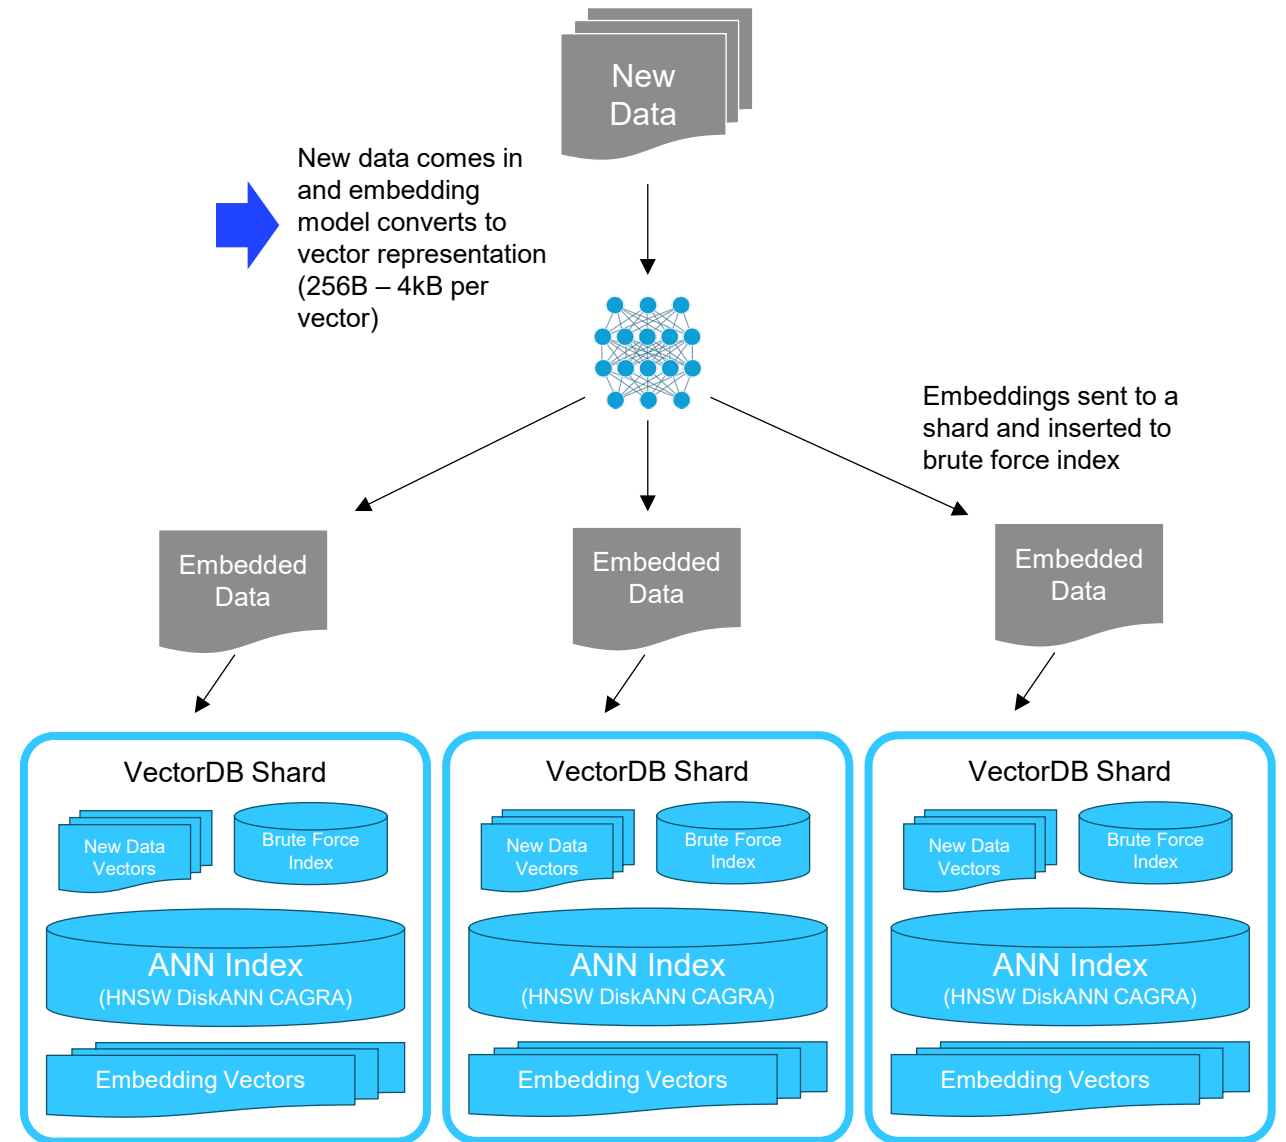 New
Data
New data comes in
and embedding
model converts to
vector representation
(256B – 4kB per
vector)
Embeddings sent to a
shard and inserted to
brute force index
Embedded
Data
Embedded
Data
Embedded
Data
VectorDB Shard
New Data
Vectors
Brute Force
Index
ANN Index
(HNSW DiskANN CAGRA)
Embedding Vectors
VectorDB Shard
New Data
Vectors
Brute Force
Index
ANN Index
(HNSW DiskANN CAGRA)
Embedding Vectors
VectorDB Shard
New Data
Vectors
Brute Force
Index
ANN Index
(HNSW DiskANN CAGRA)
Embedding Vectors